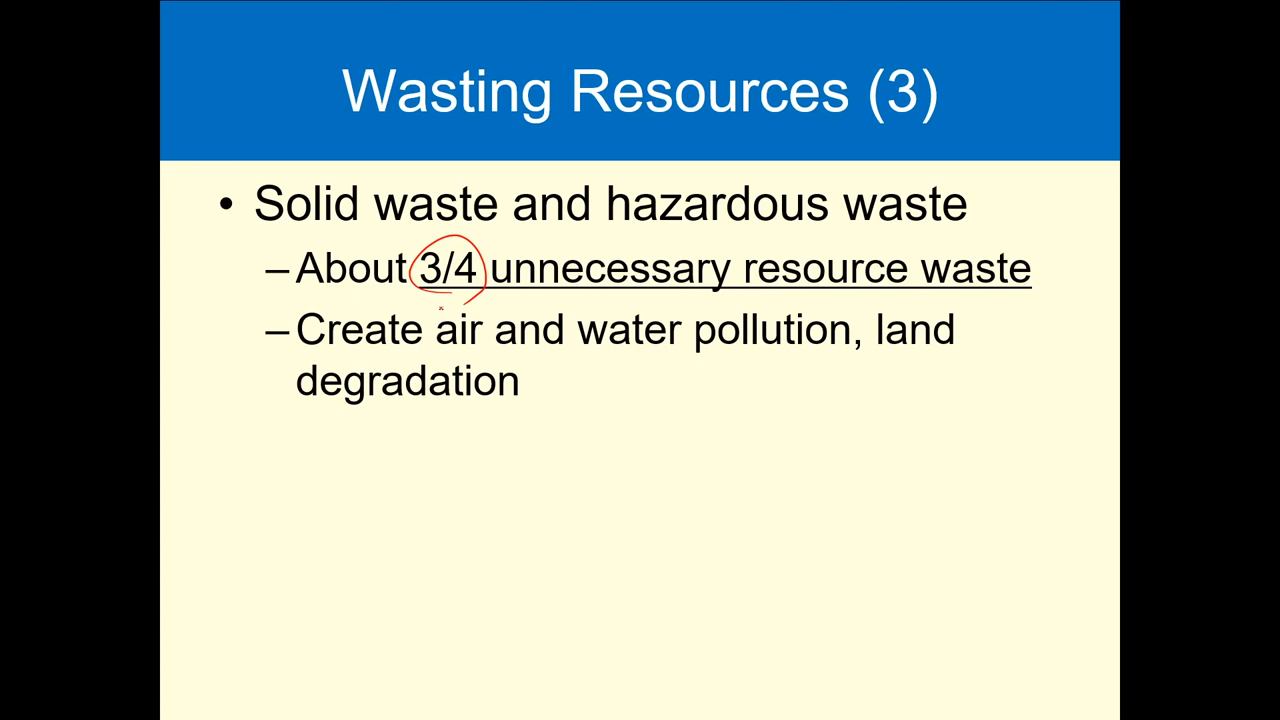 Wasting Resources (3)
• Solid waste and hazardous waste
– About 3/4 unnecessary resource waste
– Create air and water pollution, land
degradation